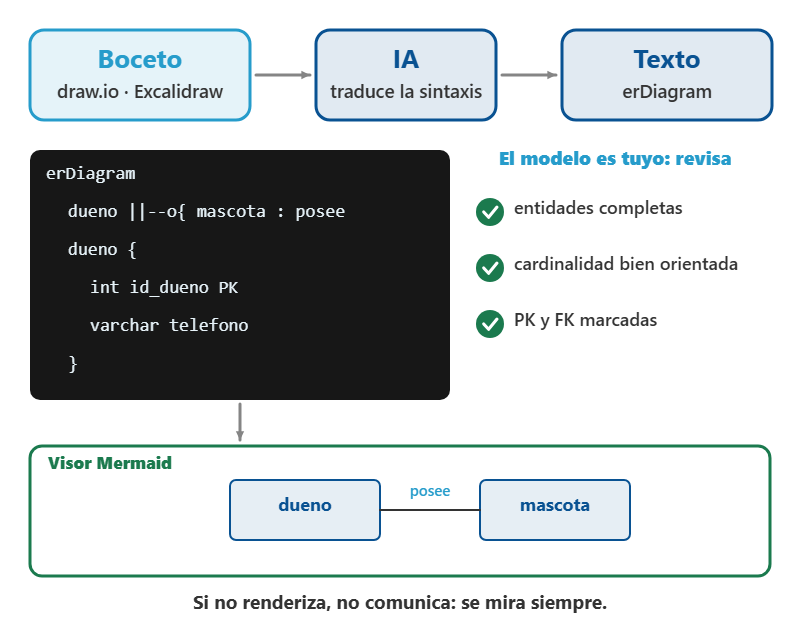 Boceto
draw.io · Excalidraw
IA
traduce la sintaxis
Texto
erDiagram
erDiagram
dueno ||--o{ mascota : posee
dueno {
int id_dueno PK
varchar telefono
}
El modelo es tuyo: revisa
entidades completas
cardinalidad bien orientada
PK y FK marcadas
Visor Mermaid
dueno
posee
mascota
Si no renderiza, no comunica: se mira siempre.